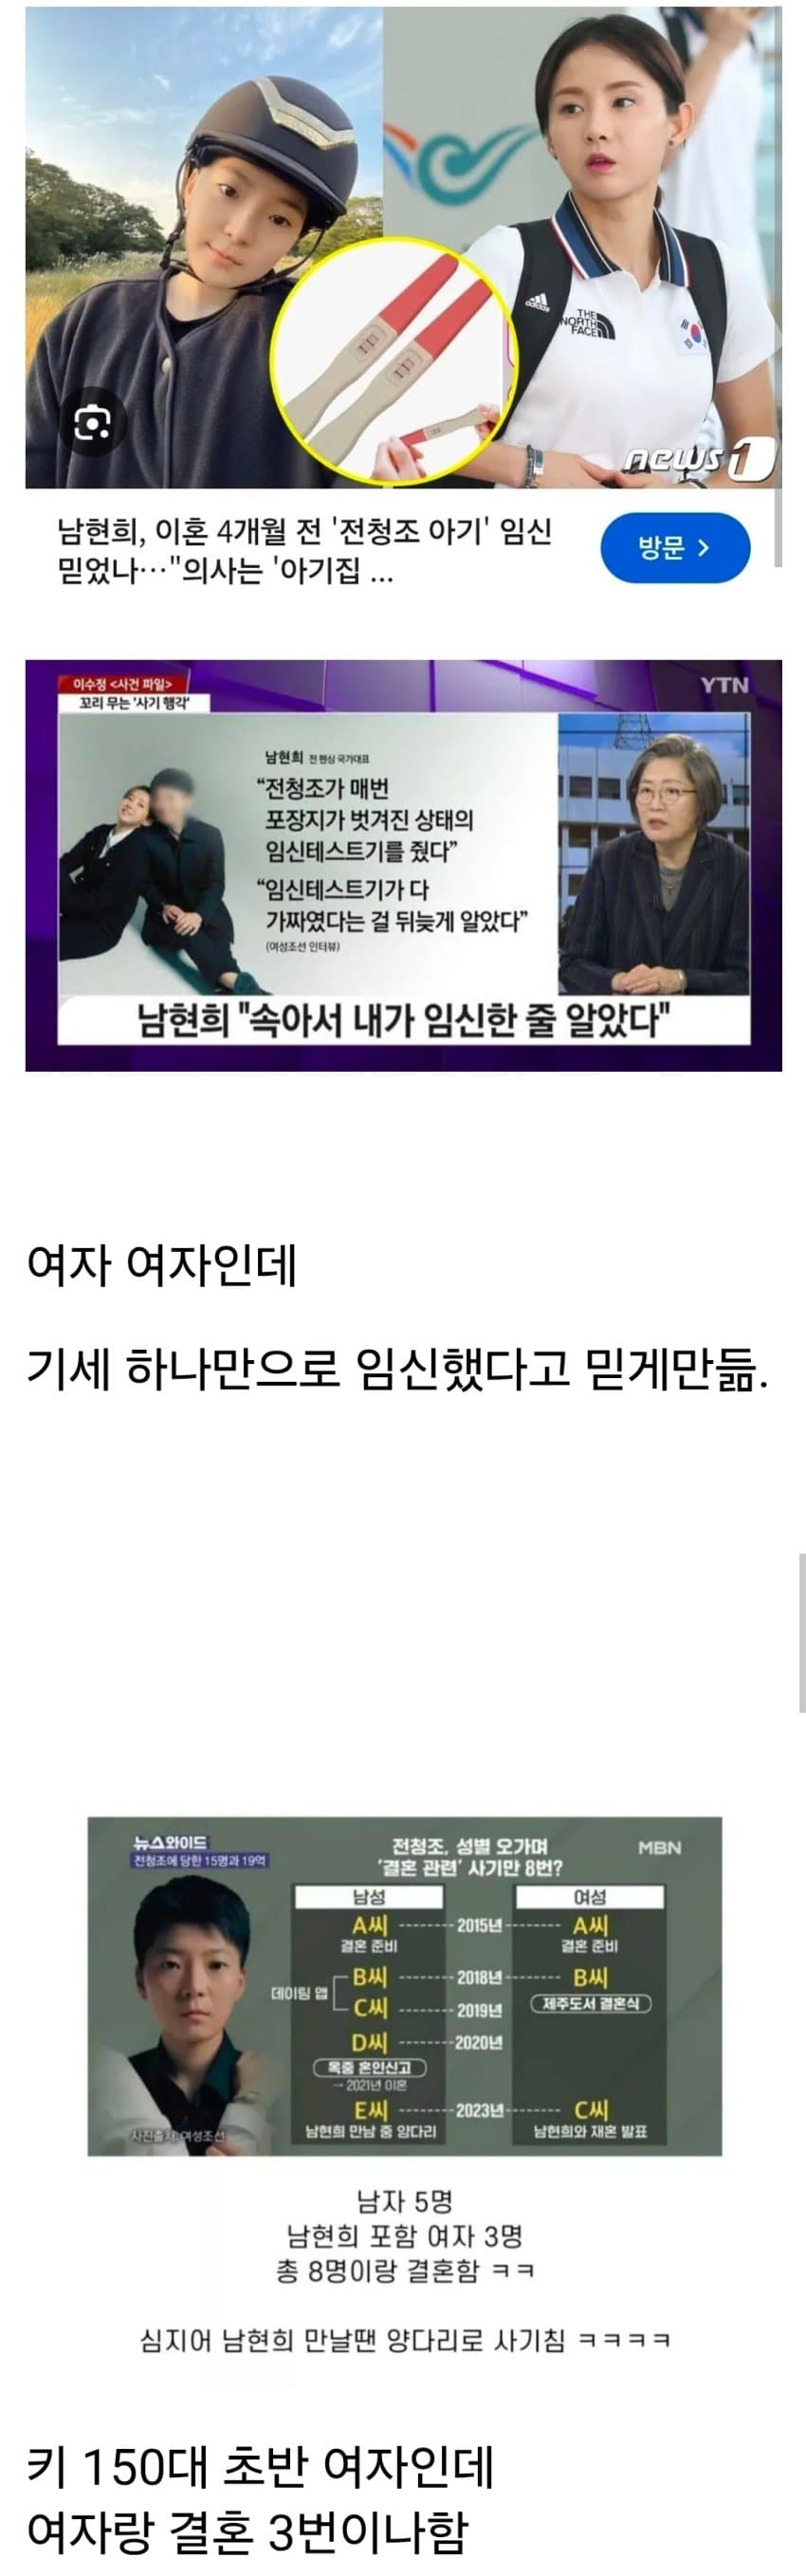 adidas
THE
NORTH
FACE
news1
남현희, 이혼 4개월 전 '전청조 아기' 임신
믿었나…"의사는 '아기집 ...
방문 >
이수정 <사건 파일>
꼬리 무는 '사기 행각'
YTN
남현희 전 펜싱 국가대표
“전청조가 매번
포장지가 벗겨진 상태의
임신테스트기를 줬다”
“임신테스트기가 다
가짜였다는 걸 뒤늦게 알았다”
(여성조선 인터뷰)
남현희 "속아서 내가 임신한 줄 알았다"
여자 여자인데
기세 하나만으로 임신했다고 믿게만듦.
뉴스와이드
전청조에 당한 15명과 19억
전청조, 성별 오가며
'결혼 관련' 사기만 8번?
MBN
남성
여성
A씨 2015년 A씨
결혼 준비 결혼 준비
데이팅 앱
B씨 2018년 B씨
C씨 2019년 제주도서 결혼식
D씨 2020년
옥중 혼인신고
→ 2021년 이혼
E씨 2023년 C씨
남현희 만남 중 양다리 남현희와 재혼 발표
사진출처:여성조선
남자 5명
남현희 포함 여자 3명
총 8명이랑 결혼함 ㅋㅋ
심지어 남현희 만날땐 양다리로 사기침 ㅋㅋㅋㅋ
키 150대 초반 여자인데
여자랑 결혼 3번이나함